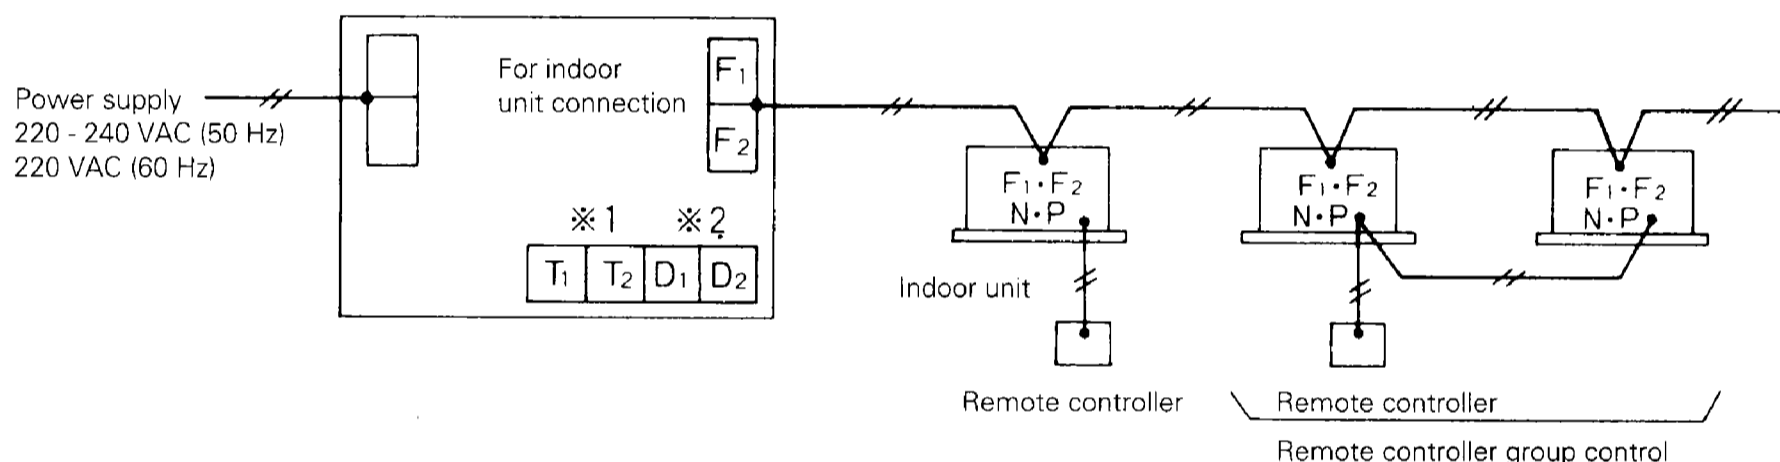 Power supply
220 - 240 VAC (50 Hz)
220 VAC (60 Hz)
For indoor
unit connection
F₁
F₂
※1 ※2
T₁ T₂ D₁ D₂
F₁·F₂
N·P
F₁·F₂
N·P
F₁·F₂
N·P
Indoor unit
Remote controller
Remote controller
Remote controller group control